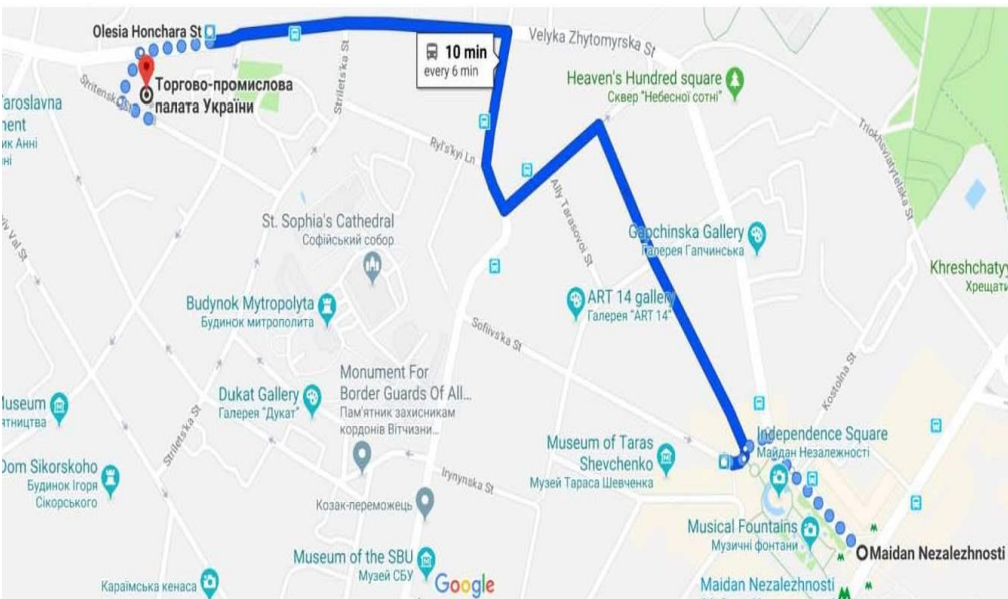 Olesia Honchara St
Velyka Zhytomyrska St
10 min
every 6 min
Heaven's Hundred square
Сквер "Небесної сотні"
Торгово-промислова
палата України
Strilets'ka St
Ryl's'kyi Ln
Triokhsviatytelska St
St. Sophia's Cathedral
Софійський собор
Ally Tarasovoi St
Gapchinska Gallery
Галерея Гапчинська
ART 14 gallery
Галерея "ART 14"
Budynok Mytropolyta
Будинок митрополита
Sofiivs'ka St
Kostolna St
Monument For
Border Guards Of All...
Пам'ятник захисникам
кордонів Вітчизни...
Dukat Gallery
Галерея "Дукат"
Striletska St
Museum of Taras
Shevchenko
Музей Тараса Шевченка
Independence Square
Майдан Незалежності
Dom Sikorskoho
Будинок Ігоря
Сікорського
Irynynska St
Козак-переможець
Musical Fountains
Музичні фонтани
Maidan Nezalezhnosti
Museum of the SBU
Музей СБУ
Google
Караїмська кенаса
Maidan Nezalezhnosti